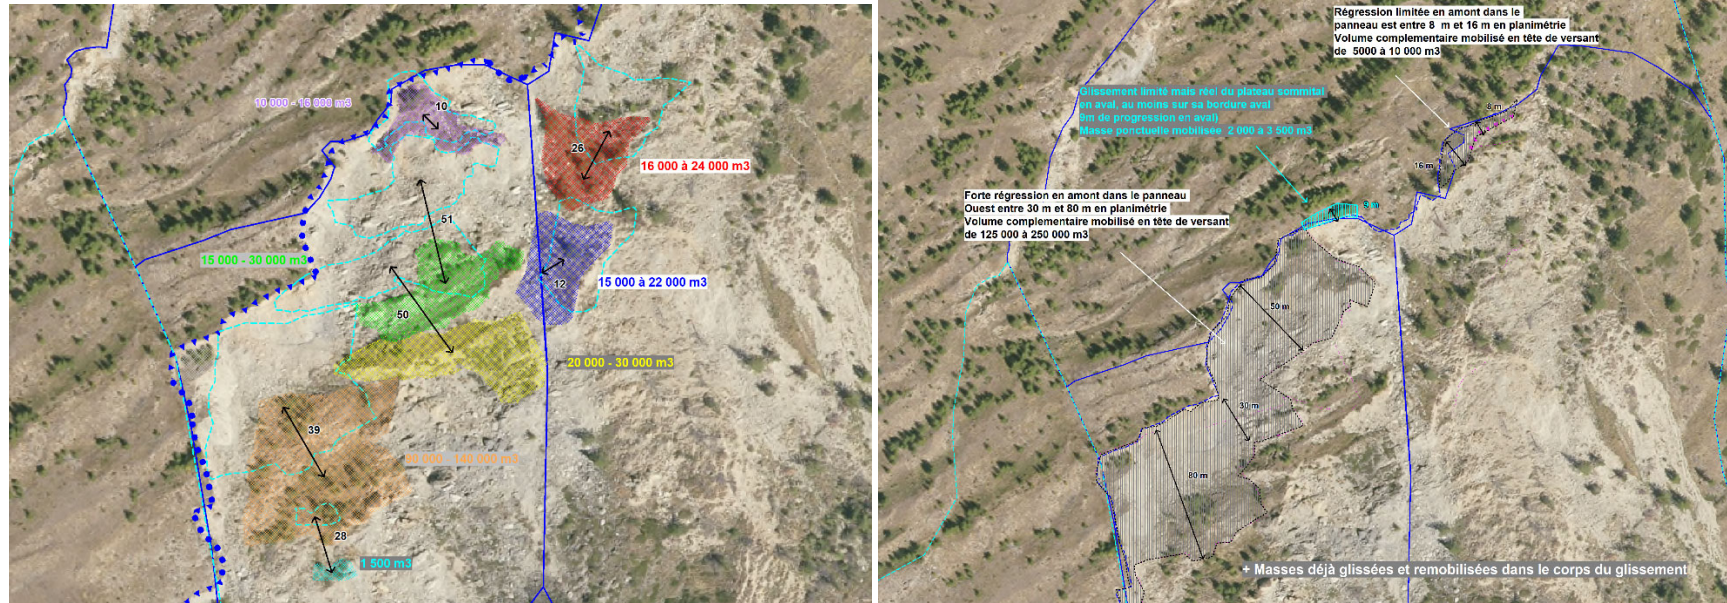 10 000 - 16 000 m3
10
26
16 000 à 24 000 m3
51
15 000 - 30 000 m3
12
15 000 à 22 000 m3
50
20 000 - 30 000 m3
39
28
1 500 m3
Régression limitée en amont dans le
panneau est entre 8 m et 16 m en planimétrie
Volume complementaire mobilisé en tête de versant
de 5000 à 10 000 m3
Glissement limité mais réel du plateau sommital
en aval, au moins sur sa bordure aval
9m de progression en aval)
Masse ponctuelle mobilisée 2 000 à 3 500 m3
8 m
16 m
Forte régression en amont dans le panneau
Ouest entre 30 m et 80 m en planimétrie
Volume complementaire mobilisé en tête de versant
de 125 000 à 250 000 m3
9 m
50 m
30 m
80 m
+ Masses déjà glissées et remobilisées dans le corps du glissement